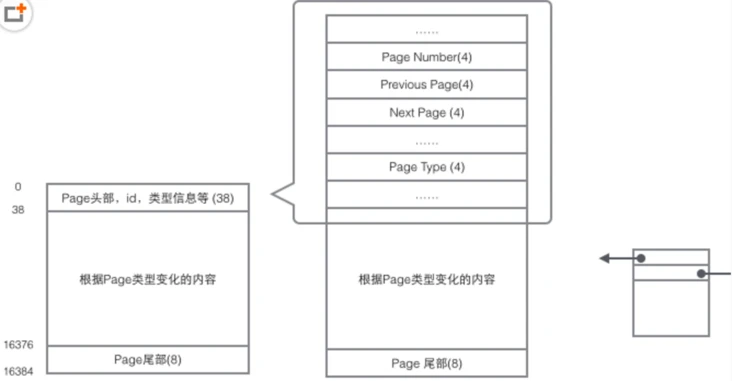 0
Page头部，id，类型信息等 (38)
38
根据Page类型变化的内容
16376
Page尾部(8)
16384
……
Page Number(4)
Previous Page(4)
Next Page (4)
……
Page Type (4)
……
根据Page类型变化的内容
Page 尾部(8)